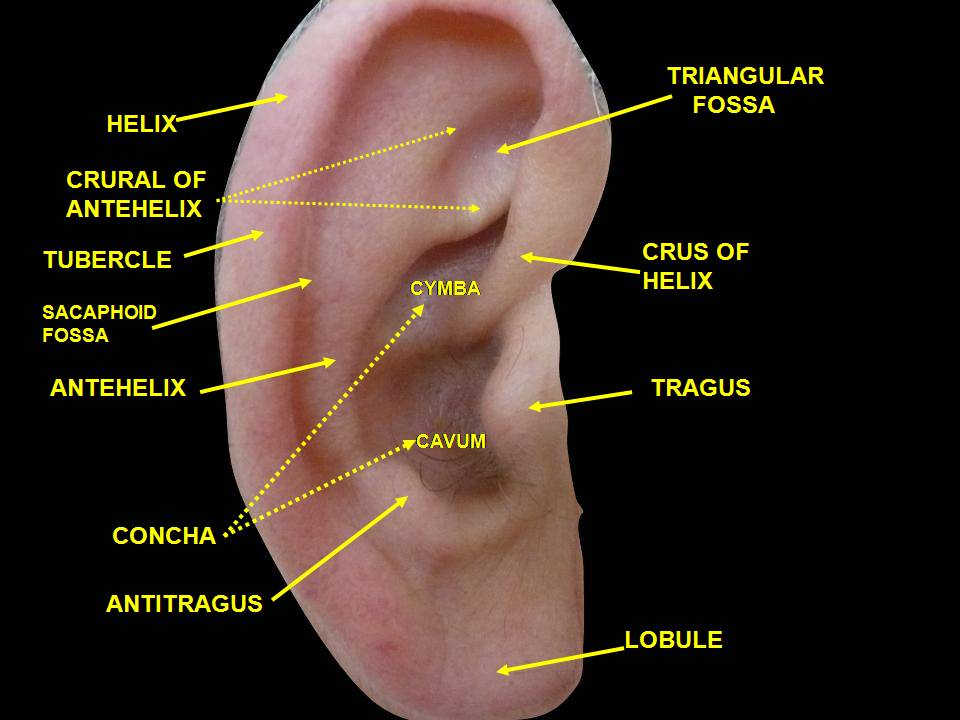 TRIANGULAR
FOSSA
HELIX
CRURAL OF
ANTEHELIX
CRUS OF
HELIX
TUBERCLE
CYMBA
SACAPHOID
FOSSA
ANTEHELIX
TRAGUS
CAVUM
CONCHA
ANTITRAGUS
LOBULE